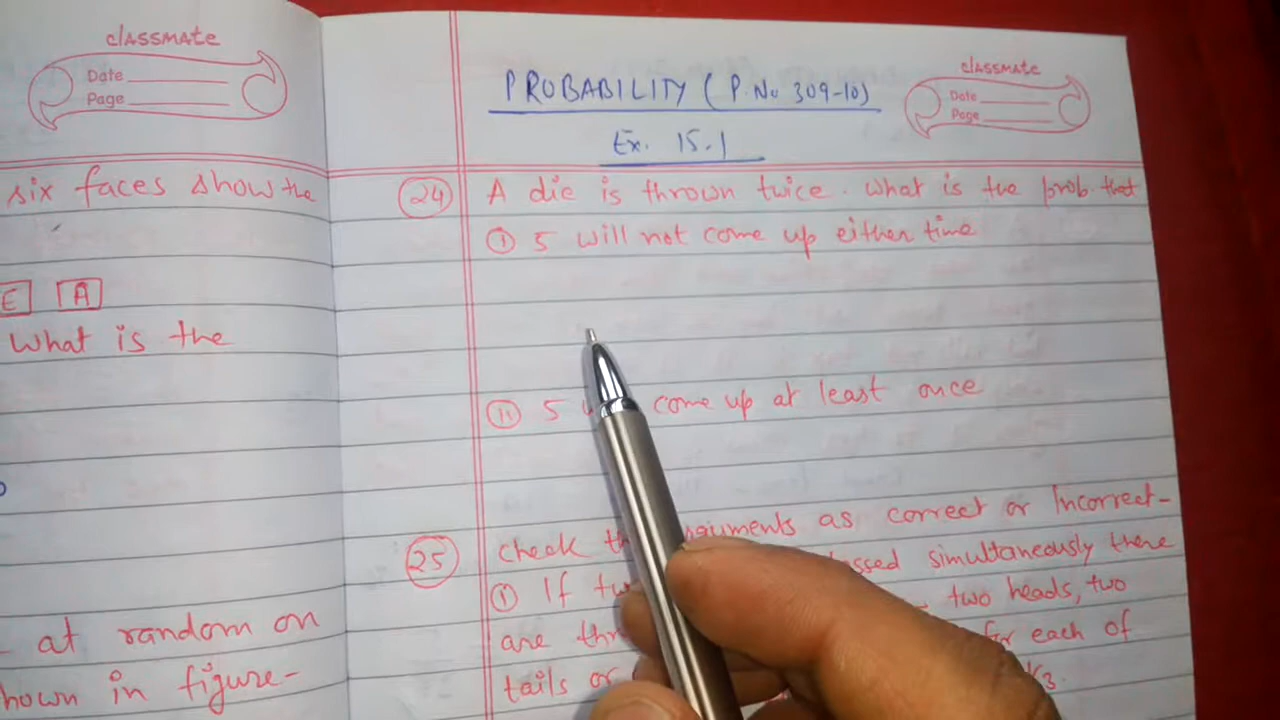 classmate
Date
Page
six faces show the
E A
What is the
at random on
hown in figure-
classmate
Date
Page
PROBABILITY ( P.No 309-10)
Ex. 15.1
24 A die is thrown twice. What is the prob. that
i 5 will not come up either time
ii 5 come up at least once
25 check arguments as correct or Incorrect-
i If simultaneously there
are two heads, two
tails or for each of